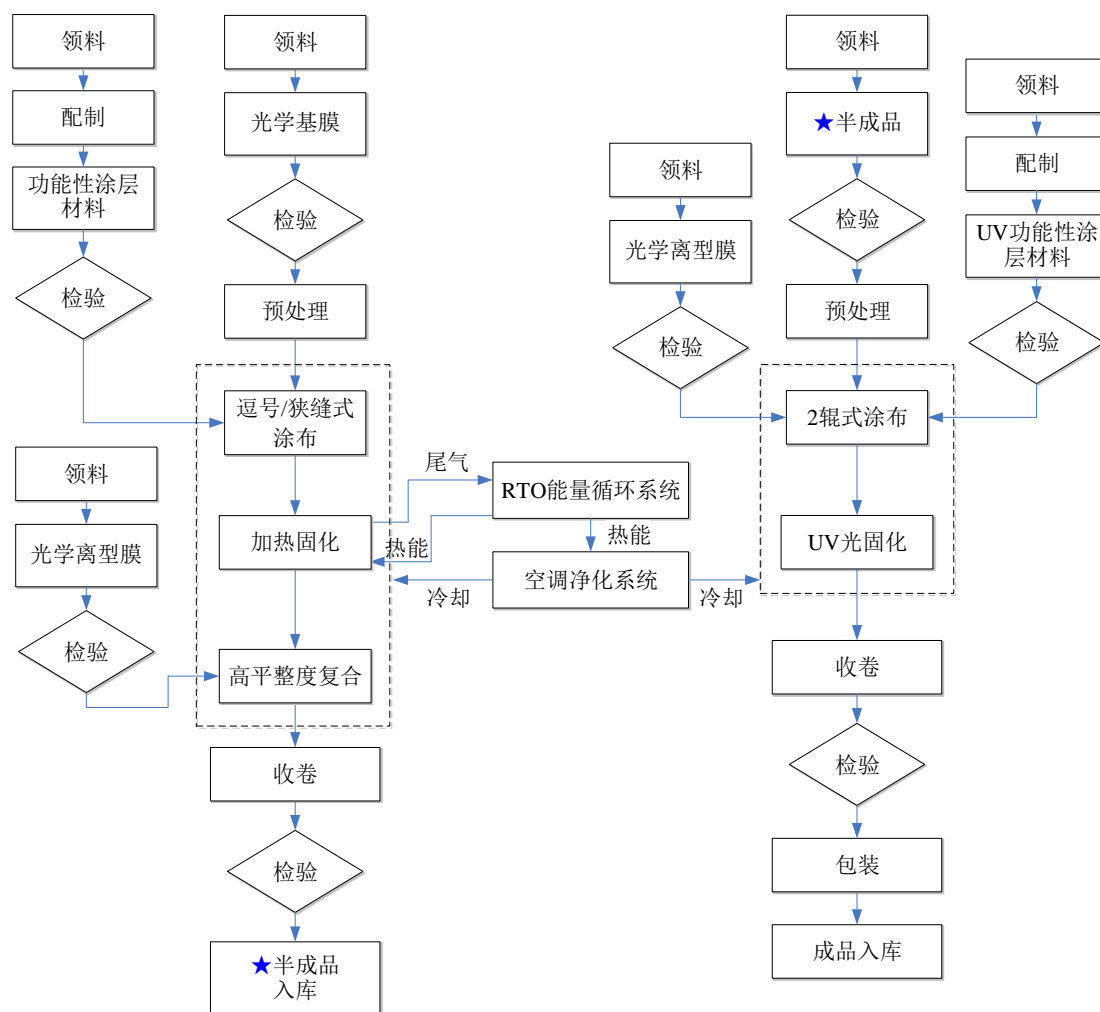 领料
配制
功能性涂层
材料
检验
领料
光学基膜
检验
预处理
逗号/狭缝式
涂布
加热固化
高平整度复合
收卷
检验
★半成品
入库
领料
光学离型膜
检验
尾气
RTO能量循环系统
热能
热能
空调净化系统
冷却
冷却
领料
光学离型膜
检验
领料
★半成品
检验
预处理
2辊式涂布
UV光固化
收卷
检验
包装
成品入库
领料
配制
UV功能性涂
层材料
检验